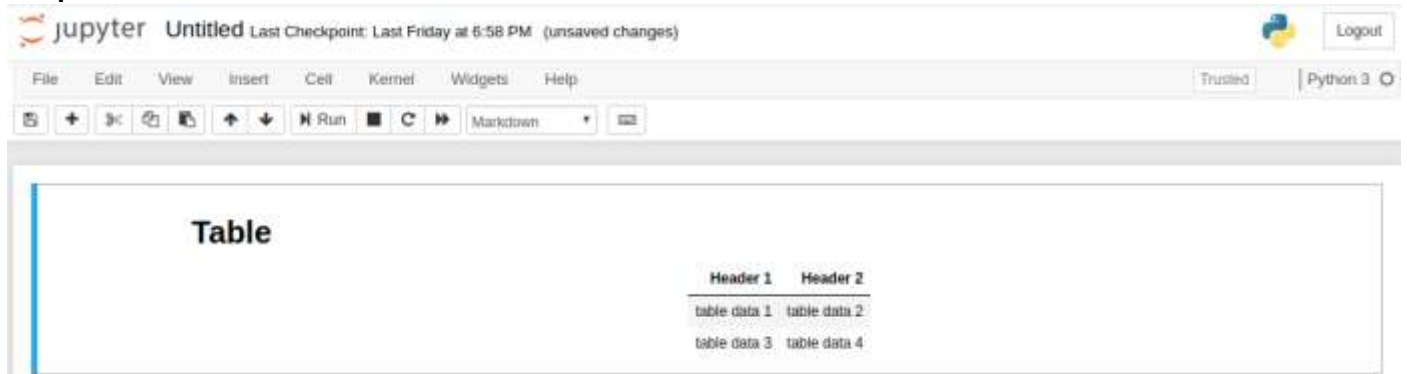 jupyter Untitled Last Checkpoint: Last Friday at 6:58 PM (unsaved changes) Logout
File Edit View Insert Cell Kernel Widgets Help Trusted Python 3
Run Markdown
Table
Header 1 Header 2
table data 1 table data 2
table data 3 table data 4